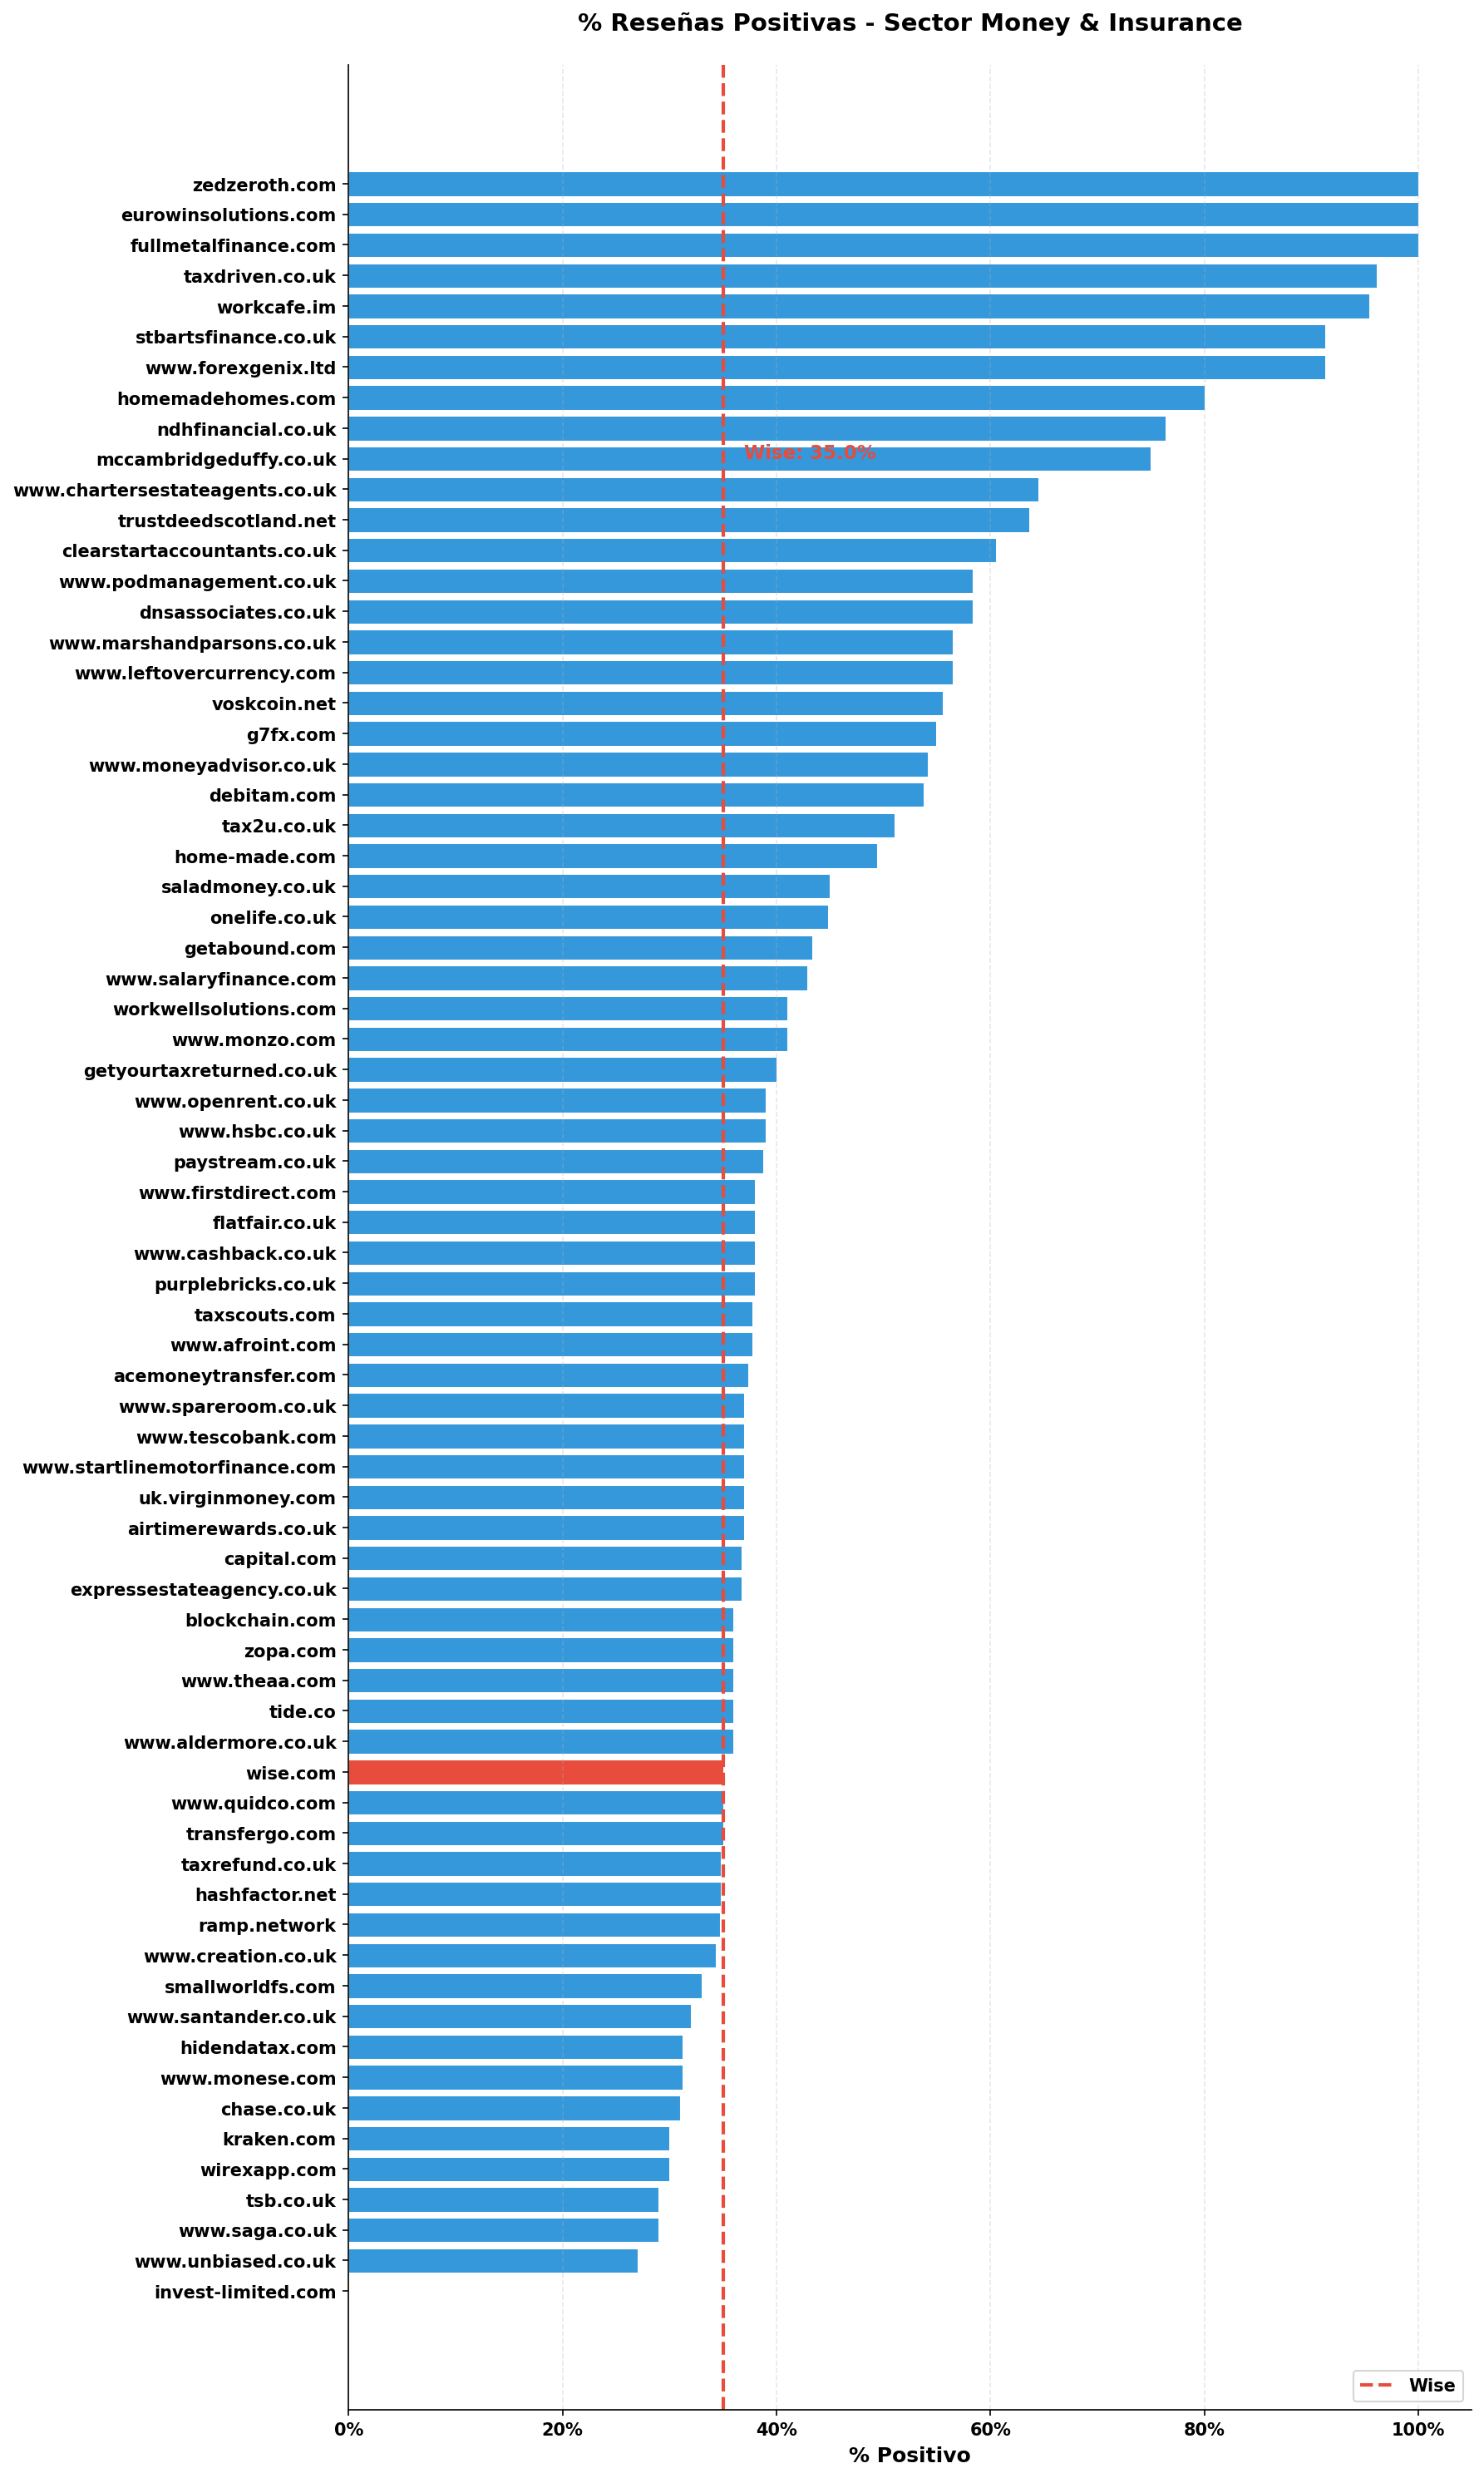 % Reseñas Positivas - Sector Money & Insurance
zedzeroth.com
eurowinsolutions.com
fullmetalfinance.com
taxdriven.co.uk
workcafe.im
stbartsfinance.co.uk
www.forexgenix.ltd
homemadehomes.com
ndhfinancial.co.uk
Wise: 35.0%
mccambridgeduffy.co.uk
www.chartersestateagents.co.uk
trustdeedscotland.net
clearstartaccountants.co.uk
www.podmanagement.co.uk
dnsassociates.co.uk
www.marshandparsons.co.uk
www.leftovercurrency.com
voskcoin.net
g7fx.com
www.moneyadvisor.co.uk
debitam.com
tax2u.co.uk
home-made.com
saladmoney.co.uk
onelife.co.uk
getabound.com
www.salaryfinance.com
workwellsolutions.com
www.monzo.com
getyourtaxreturned.co.uk
www.openrent.co.uk
www.hsbc.co.uk
paystream.co.uk
www.firstdirect.com
flatfair.co.uk
www.cashback.co.uk
purplebricks.co.uk
taxscouts.com
www.afroint.com
acemoneytransfer.com
www.spareroom.co.uk
www.tescobank.com
www.startlinemotorfinance.com
uk.virginmoney.com
airtimerewards.co.uk
capital.com
expressestateagency.co.uk
blockchain.com
zopa.com
www.theaa.com
tide.co
www.aldermore.co.uk
wise.com
www.quidco.com
transfergo.com
taxrefund.co.uk
hashfactor.net
ramp.network
www.creation.co.uk
smallworldfs.com
www.santander.co.uk
hidendatax.com
www.monese.com
chase.co.uk
kraken.com
wirexapp.com
tsb.co.uk
www.saga.co.uk
www.unbiased.co.uk
invest-limited.com
Wise
0% 20% 40% 60% 80% 100%
% Positivo